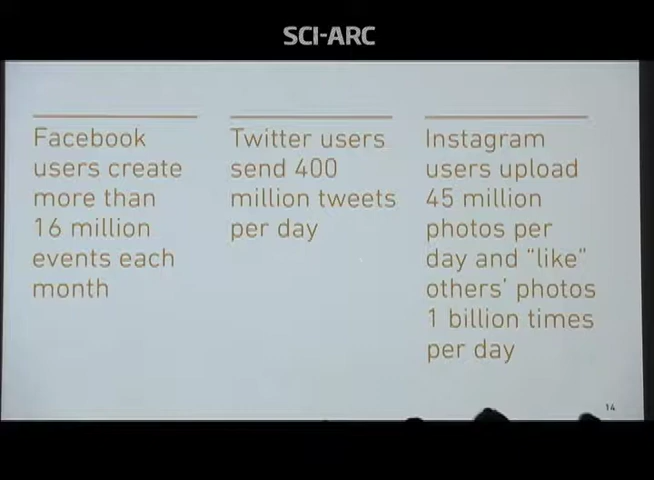 SCI-ARC
Facebook
users create
more than
16 million
events each
month
Twitter users
send 400
million tweets
per day
Instagram
users upload
45 million
photos per
day and "like"
others' photos
1 billion times
per day
14